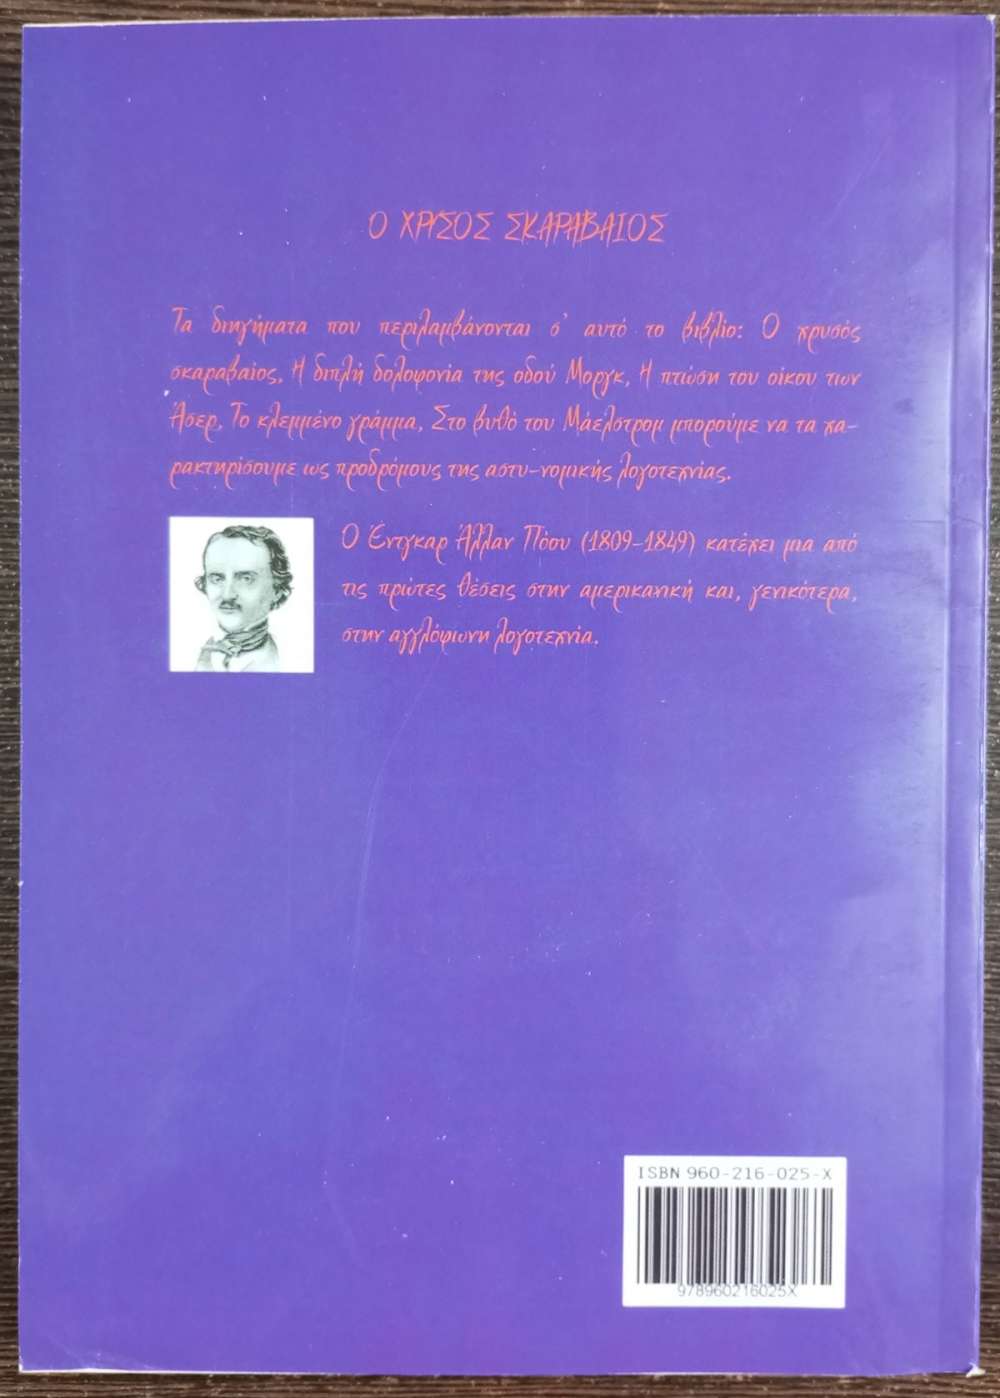 Ο ΧΡΥΣΟΣ ΣΚΑΡΑΒΑΙΟΣ
Τα διηγήματα που περιλαμβάνονται σ' αυτό το βιβλίο: Ο χρυσός
σκαραβαίος, Η διπλή δολοφονία της οδού Μοργκ, Η πτώση του οίκου των
Άσερ, Το κλεμμένο γράμμα, Στο βυθό του Μάελστρομ μπορούμε να τα χα-
ρακτηρίσουμε ως προδρόμους της αστυ-νομικής λογοτεχνίας.
Ο Έντγκαρ Άλλαν Πόου (1809-1849) κατέχει μια από
τις πρώτες θέσεις στην αμερικανική και, γενικότερα,
στην αγγλόφωνη λογοτεχνία.
ISBN 960-216-025-X
978960216025X